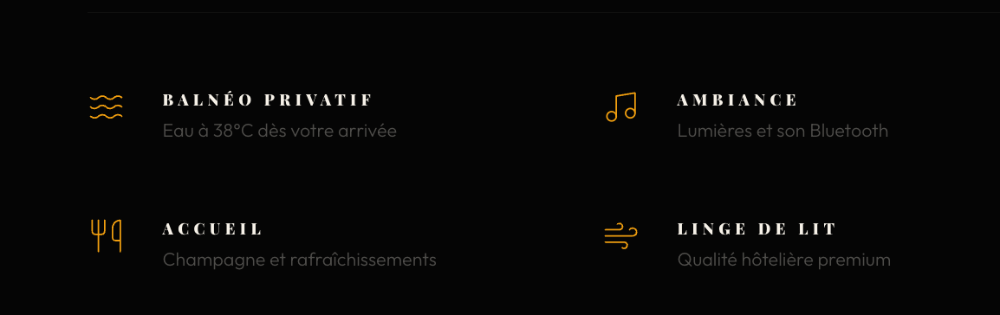 BALNÉO PRIVATIF
Eau à 38°C dès votre arrivée
AMBIANCE
Lumières et son Bluetooth
ACCUEIL
Champagne et rafraîchissements
LINGE DE LIT
Qualité hôtelière premium